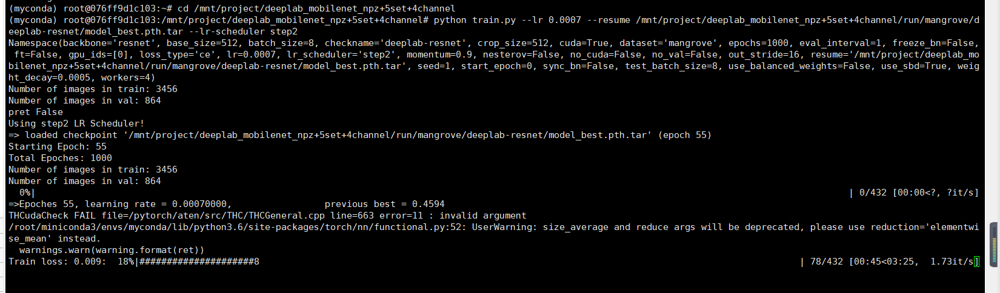 (myconda) root@076ff9d1c103:~# cd /mnt/project/deeplab_mobilenet_npz+5set+4channel
(myconda) root@076ff9d1c103:/mnt/project/deeplab_mobilenet_npz+5set+4channel# python train.py --lr 0.0007 --resume /mnt/project/deeplab_mobilenet_npz+5set+4channel/run/mangrove/d
eeplab-resnet/model_best.pth.tar --lr-scheduler step2
Namespace(backbone='resnet', base_size=512, batch_size=8, checkname='deeplab-resnet', crop_size=512, cuda=True, dataset='mangrove', epochs=1000, eval_interval=1, freeze_bn=False,
 ft=False, gpu_ids=[0], loss_type='ce', lr=0.0007, lr_scheduler='step2', momentum=0.9, nesterov=False, no_cuda=False, no_val=False, out_stride=16, resume='/mnt/project/deeplab_mo
bilenet_npz+5set+4channel/run/mangrove/deeplab-resnet/model_best.pth.tar', seed=1, start_epoch=0, sync_bn=False, test_batch_size=8, use_balanced_weights=False, use_sbd=True, weig
ht_decay=0.0005, workers=4)
Number of images in train: 3456
Number of images in val: 864
pret False
Using step2 LR Scheduler!
=> loaded checkpoint '/mnt/project/deeplab_mobilenet_npz+5set+4channel/run/mangrove/deeplab-resnet/model_best.pth.tar' (epoch 55)
Starting Epoch: 55
Total Epoches: 1000
Number of images in train: 3456
Number of images in val: 864
  0%| | 0/432 [00:00<?, ?it/s]
=>Epoches 55, learning rate = 0.00070000, previous best = 0.4594
THCudaCheck FAIL file=/pytorch/aten/src/THC/THCGeneral.cpp line=663 error=11 : invalid argument
/root/miniconda3/envs/myconda/lib/python3.6/site-packages/torch/nn/functional.py:52: UserWarning: size_average and reduce args will be deprecated, please use reduction='elementwi
se_mean' instead.
  warnings.warn(warning.format(ret))
Train loss: 0.009:  18%|#####################8 | 78/432 [00:45<03:25,  1.73it/s]